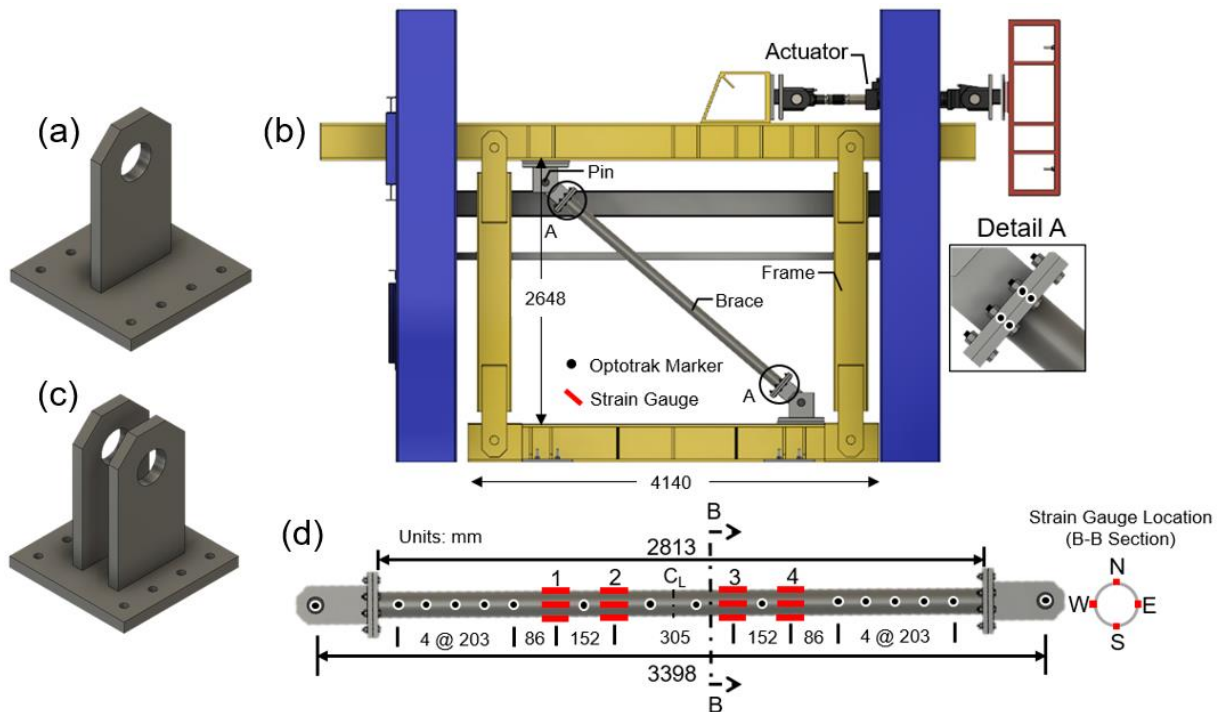 (a)
(b)
Actuator
Pin
A
Detail A
2648
Frame
Brace
Optotrak Marker
A
Strain Gauge
(c)
4140
(d)
Units: mm
B
2813
Strain Gauge Location
(B-B Section)
1 2 C_L 3 4
N
W E
S
4 @ 203 86 152 305 152 86 4 @ 203
3398
B